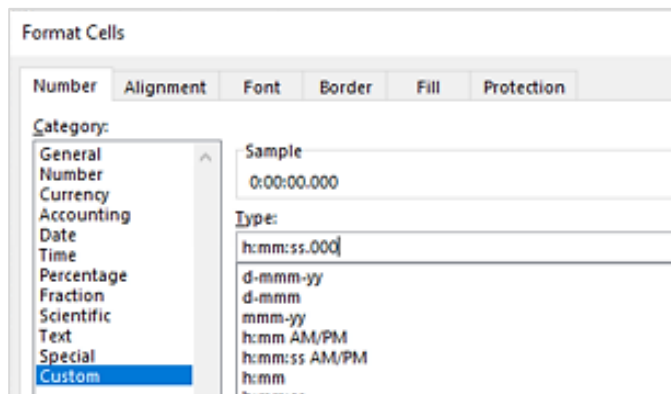 Format Cells
Number Alignment Font Border Fill Protection
Category:
General
Number
Currency
Accounting
Date
Time
Percentage
Fraction
Scientific
Text
Special
Custom
Sample
0:00:00.000
Type:
h:mm:ss.000
d-mmm-yy
d-mmm
mmm-yy
h:mm AM/PM
h:mm:ss AM/PM
h:mm